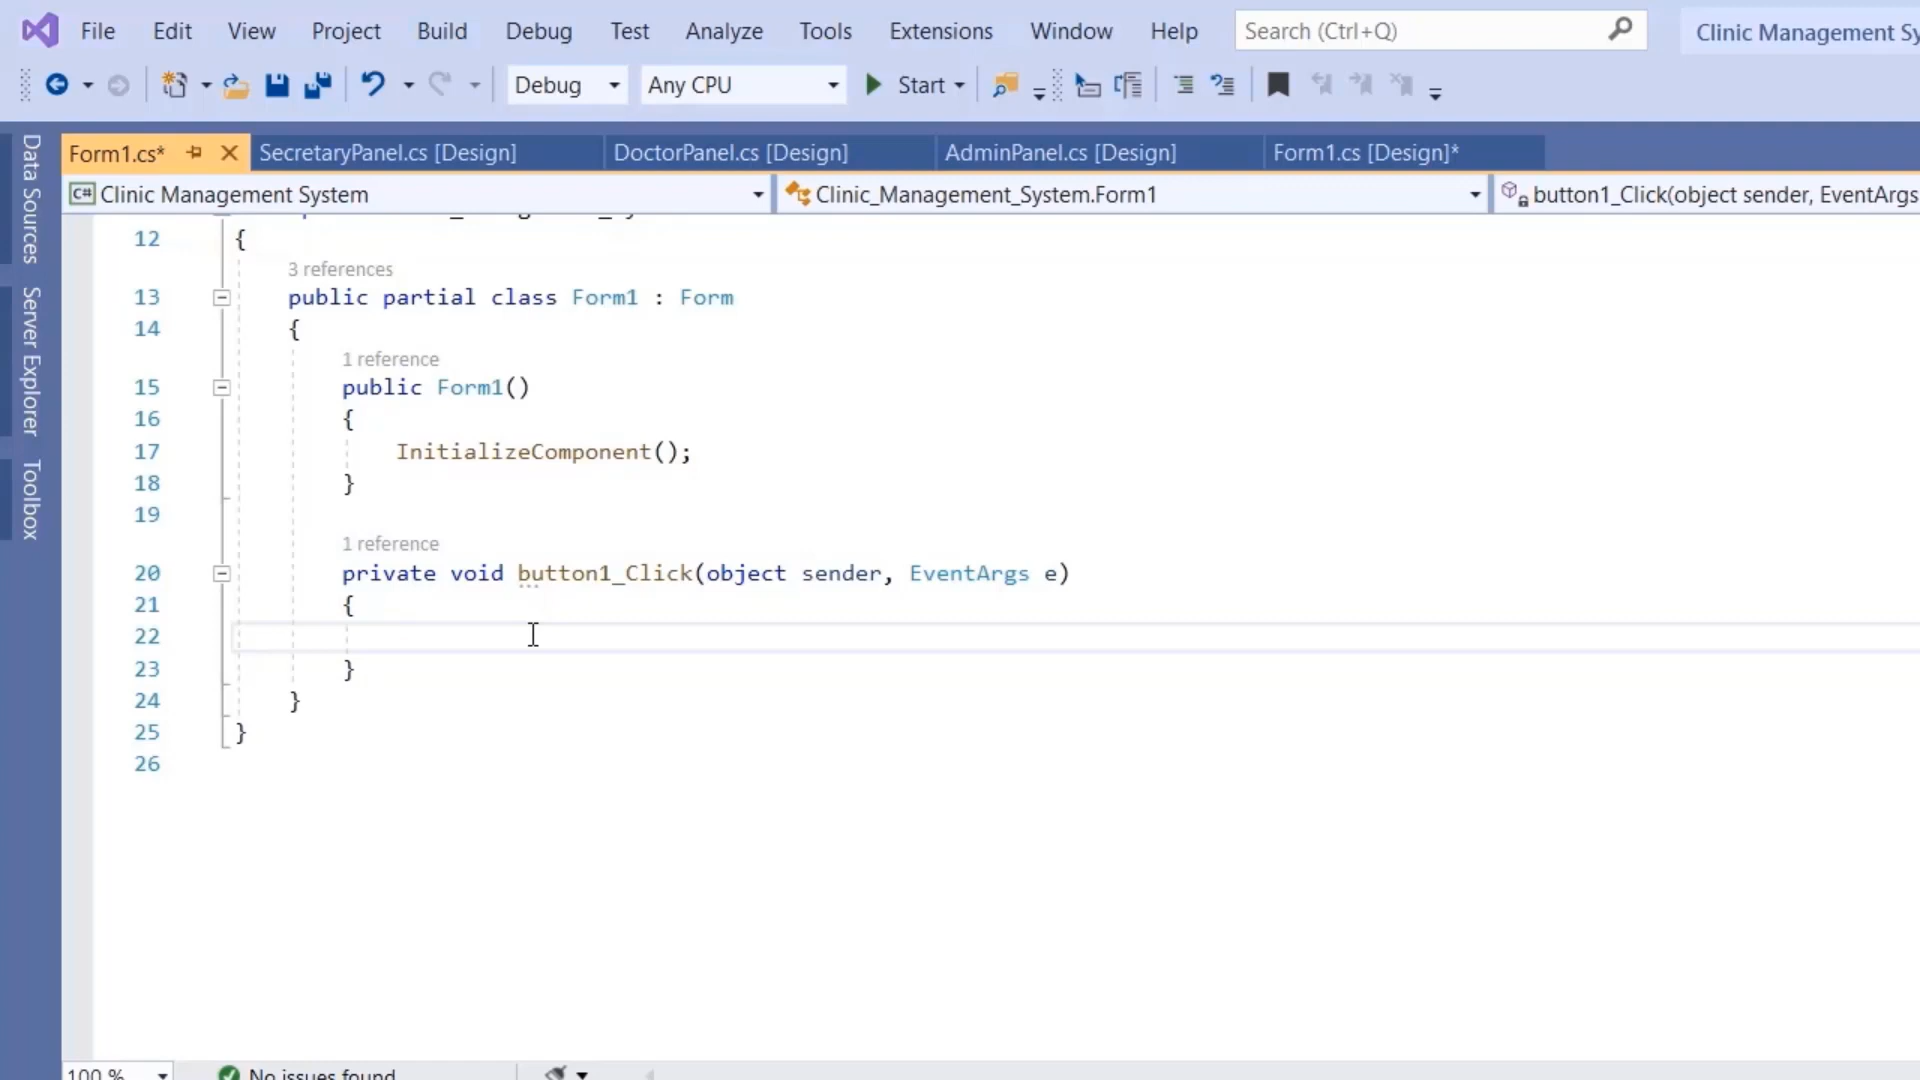 File Edit View Project Build Debug Test Analyze Tools Extensions Window Help Search (Ctrl+Q) Clinic Management Sy
Debug Any CPU Start
Form1.cs* SecretaryPanel.cs [Design] DoctorPanel.cs [Design] AdminPanel.cs [Design] Form1.cs [Design]*
C# Clinic Management System Clinic_Management_System.Form1 button1_Click(object sender, EventArgs
Data Sources
Server Explorer
Toolbox
12 {
3 references
13 public partial class Form1 : Form
14 {
1 reference
15 public Form1()
16 {
17 InitializeComponent();
18 }
19
1 reference
20 private void button1_Click(object sender, EventArgs e)
21 {
22
23 }
24 }
25 }
26
100 % No issues found